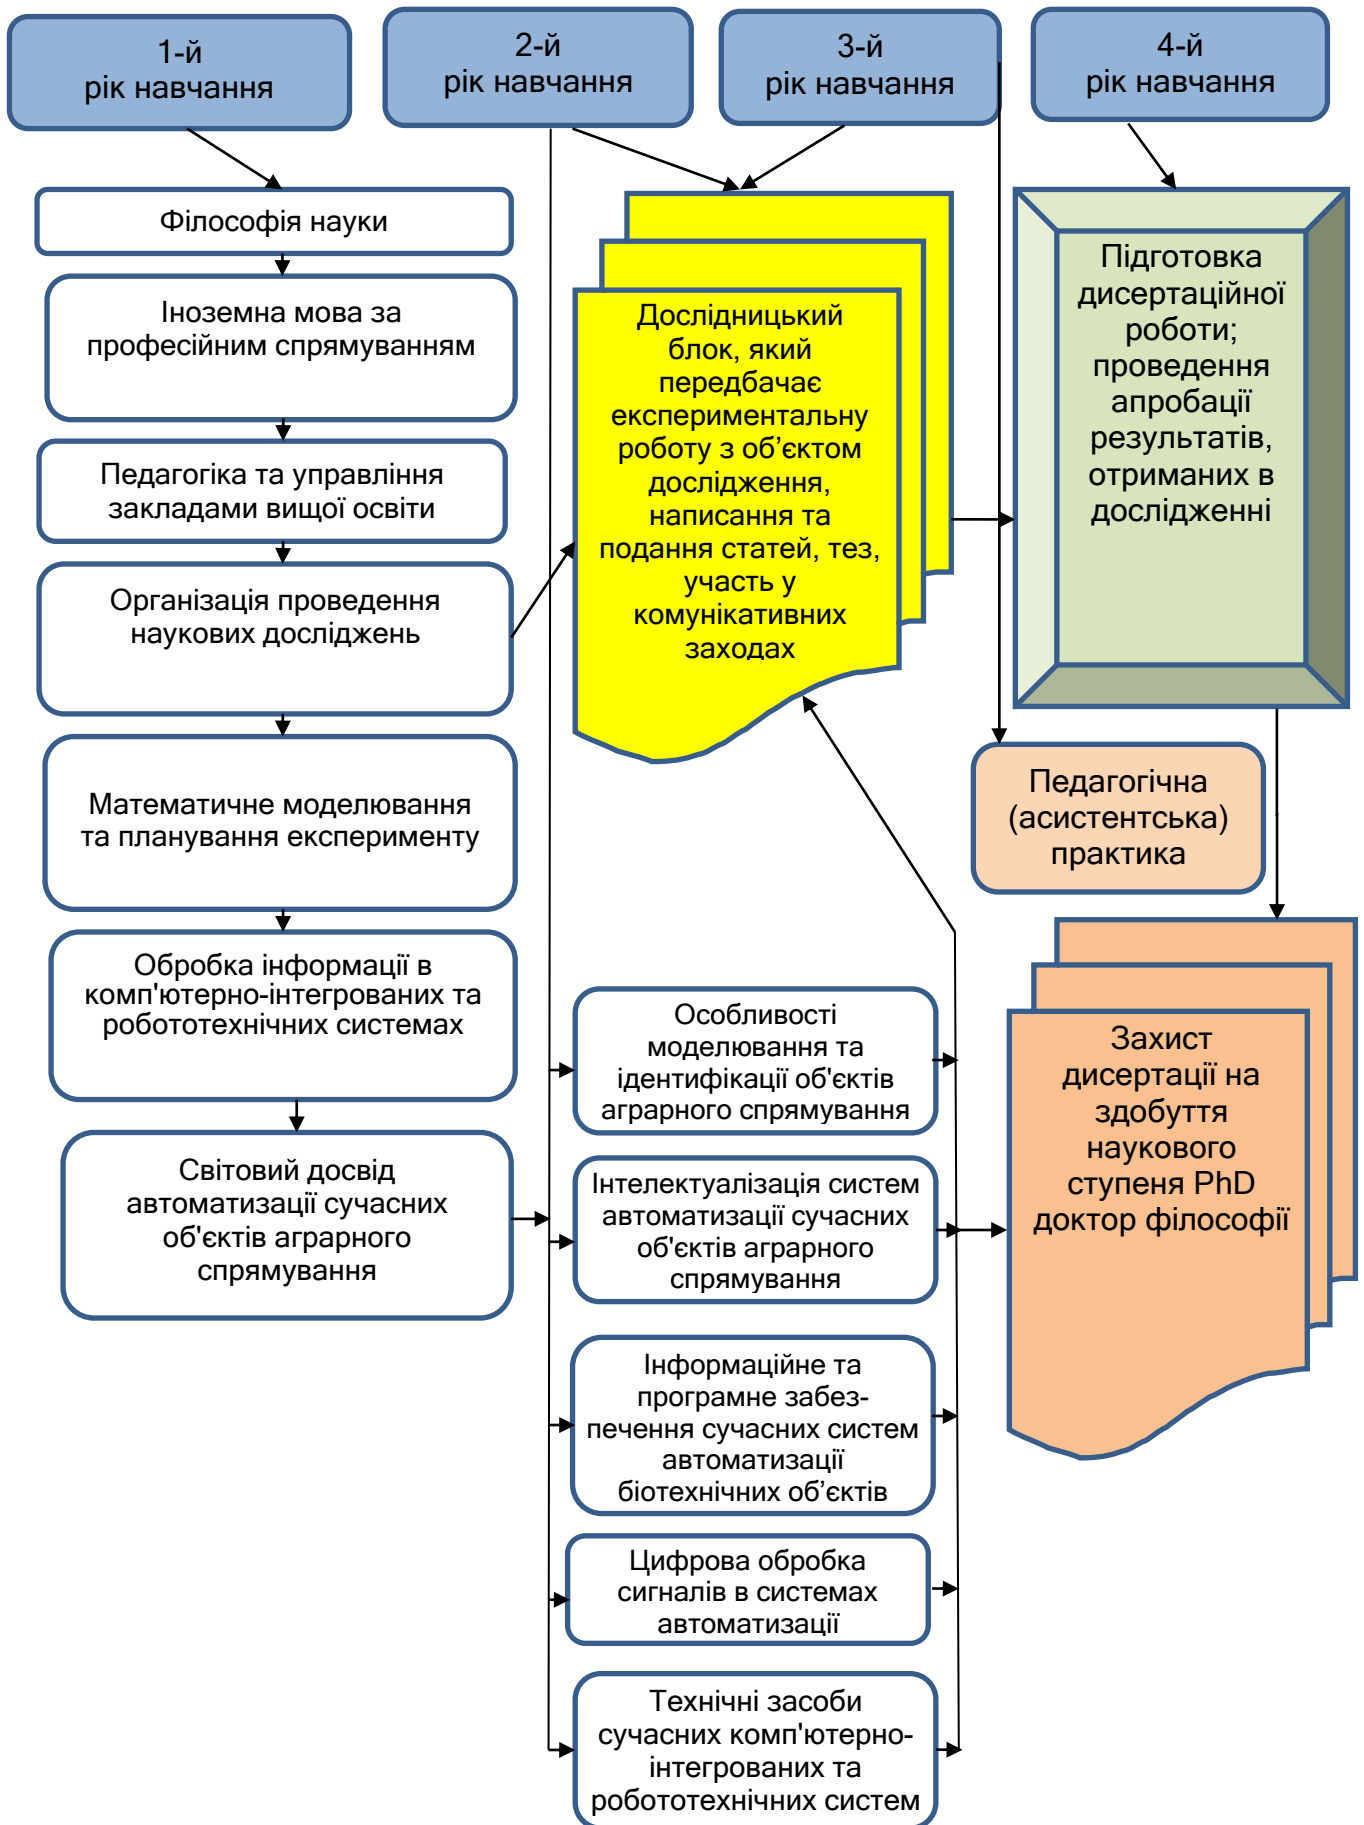 1-й
рік навчання
2-й
рік навчання
3-й
рік навчання
4-й
рік навчання
Філософія науки
Іноземна мова за
професійним спрямуванням
Педагогіка та управління
закладами вищої освіти
Організація проведення
наукових досліджень
Математичне моделювання
та планування експерименту
Обробка інформації в
комп'ютерно-інтегрованих та
робототехнічних системах
Світовий досвід
автоматизації сучасних
об'єктів аграрного
спрямування
Дослідницький
блок, який
передбачає
експериментальну
роботу з об’єктом
дослідження,
написання та
подання статей, тез,
участь у
комунікативних
заходах
Особливості
моделювання та
ідентифікації об'єктів
аграрного спрямування
Інтелектуалізація систем
автоматизації сучасних
об'єктів аграрного
спрямування
Інформаційне та
програмне забез-
печення сучасних систем
автоматизації
біотехнічних об’єктів
Цифрова обробка
сигналів в системах
автоматизації
Технічні засоби
сучасних комп'ютерно-
інтегрованих та
робототехнічних систем
Підготовка
дисертаційної
роботи;
проведення
апробації
результатів,
отриманих в
дослідженні
Педагогічна
(асистентська)
практика
Захист
дисертації на
здобуття
наукового
ступеня PhD
доктор філософії